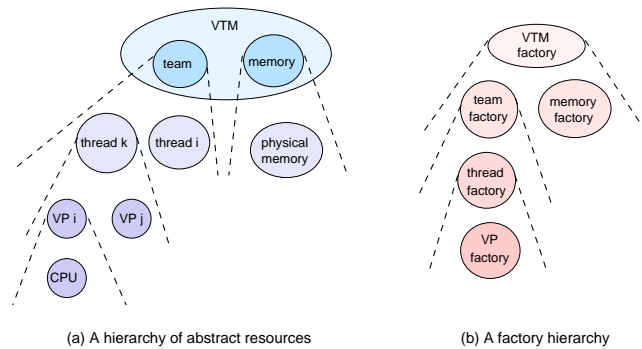 VTM
team
memory
thread k
thread i
physical
memory
VP i
VP j
CPU
(a) A hierarchy of abstract resources
VTM
factory
team
factory
memory
factory
thread
factory
VP
factory
(b) A factory hierarchy